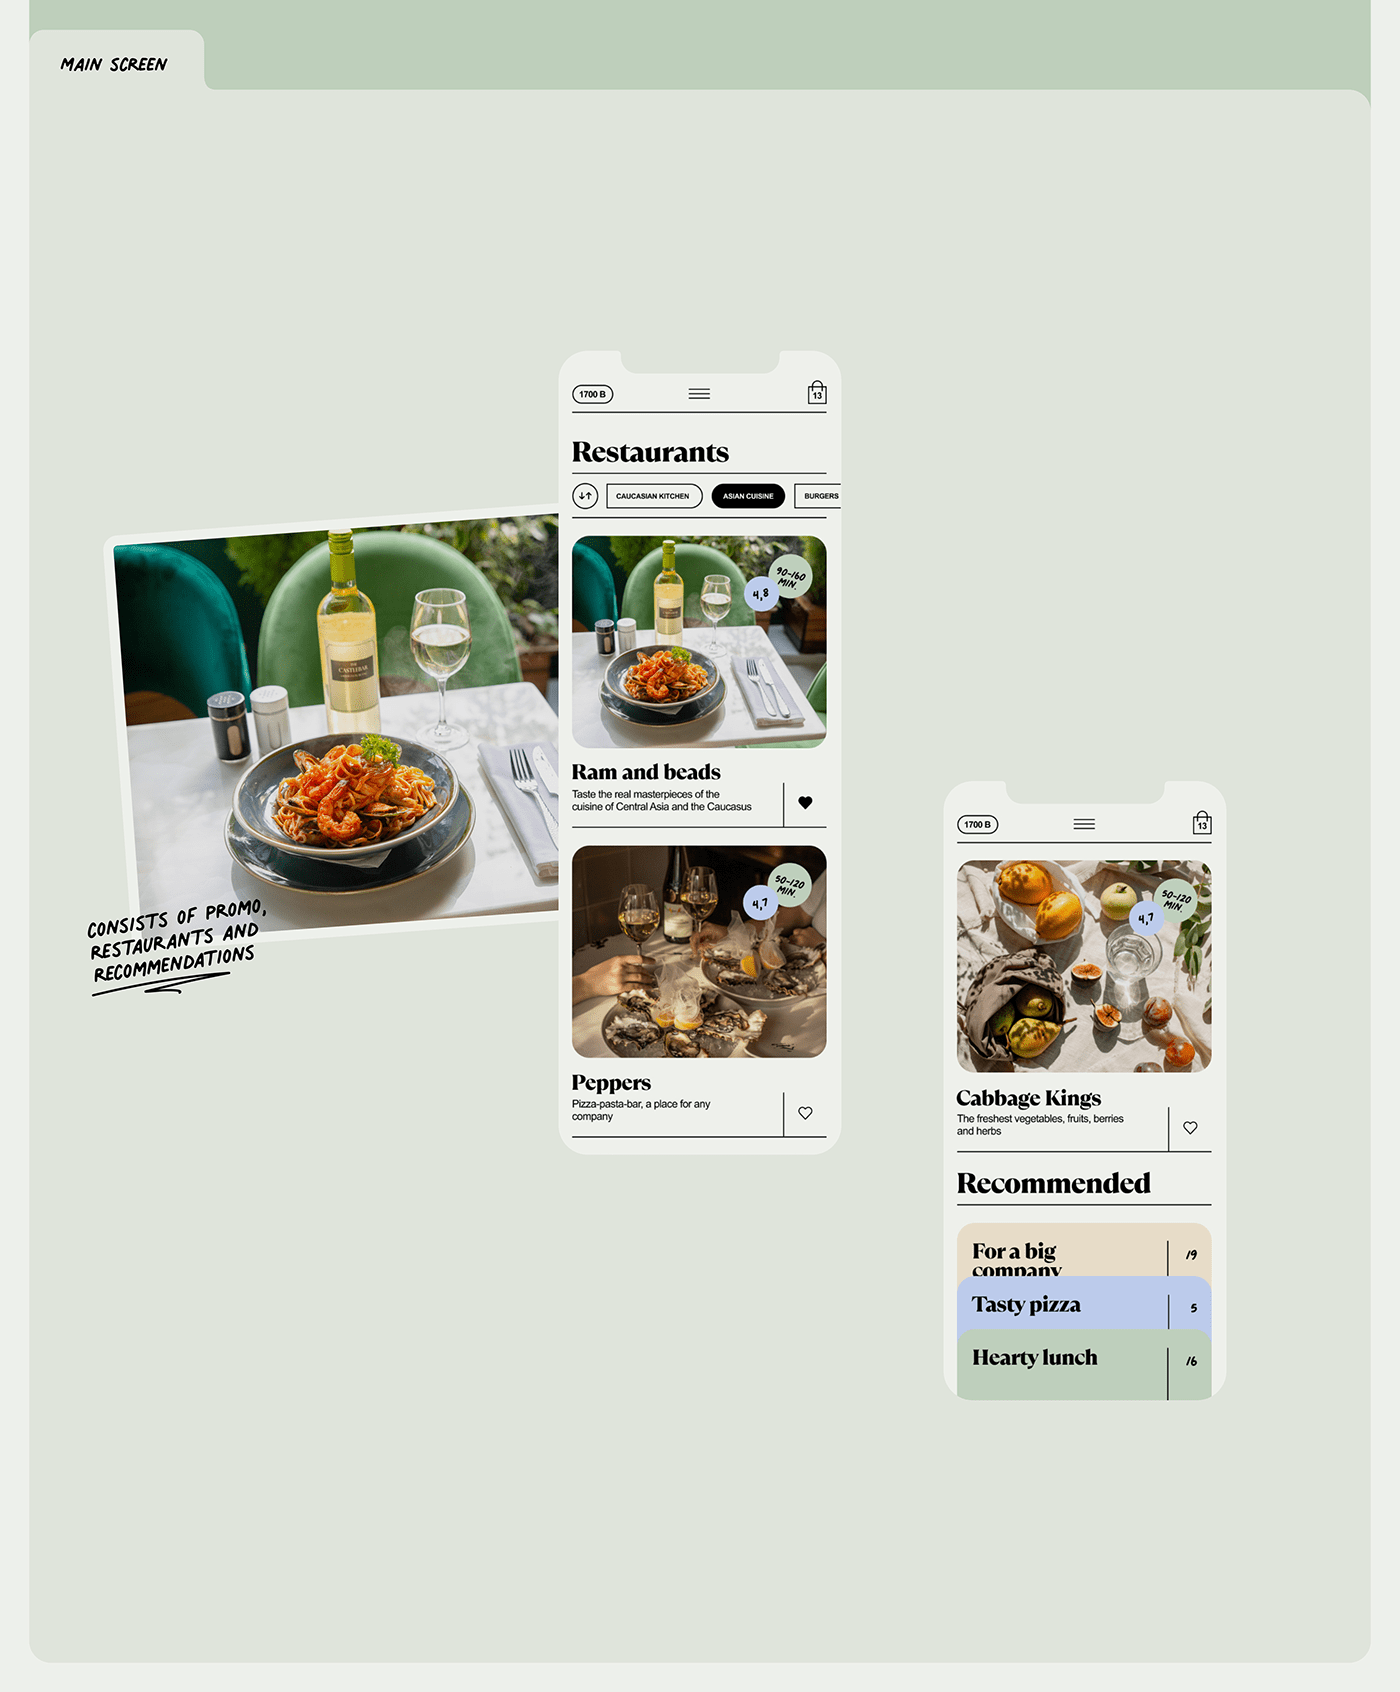 MAIN SCREEN
1700 B
13
Restaurants
CAUCASIAN KITCHEN
ASIAN CUISINE
BURGERS
90-160
MIN.
4,8
THE
CASTLEBAR
Ram and beads
Taste the real masterpieces of the
cuisine of Central Asia and the Caucasus
50-120
MIN.
4,7
Peppers
Pizza-pasta-bar, a place for any
company
CONSISTS OF PROMO,
RESTAURANTS AND
RECOMMENDATIONS
1700 B
13
50-120
MIN.
4,7
Cabbage Kings
The freshest vegetables, fruits, berries
and herbs
Recommended
For a big
company
19
Tasty pizza
5
Hearty lunch
16